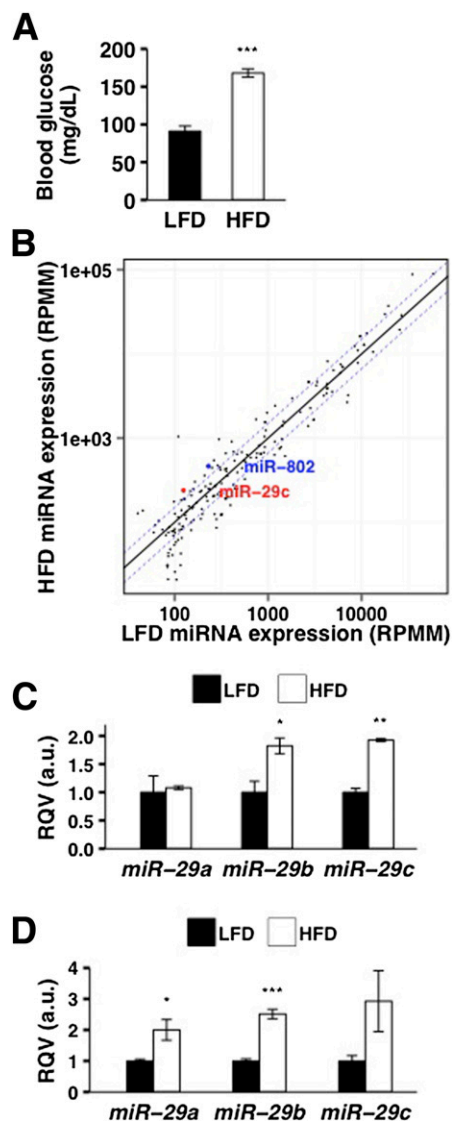 A
Blood glucose
(mg/dL)
200
150
100
50
0
***
LFD HFD
B
HFD miRNA expression (RPMM)
1e+05
1e+03
miR−802
miR−29c
100 1000 10000
LFD miRNA expression (RPMM)
C
LFD HFD
RQV (a.u.)
2.0
1.5
1.0
0.5
0.0
* **
miR−29a miR−29b miR−29c
D
LFD HFD
RQV (a.u.)
4
3
2
1
0
* ***
miR−29a miR−29b miR−29c